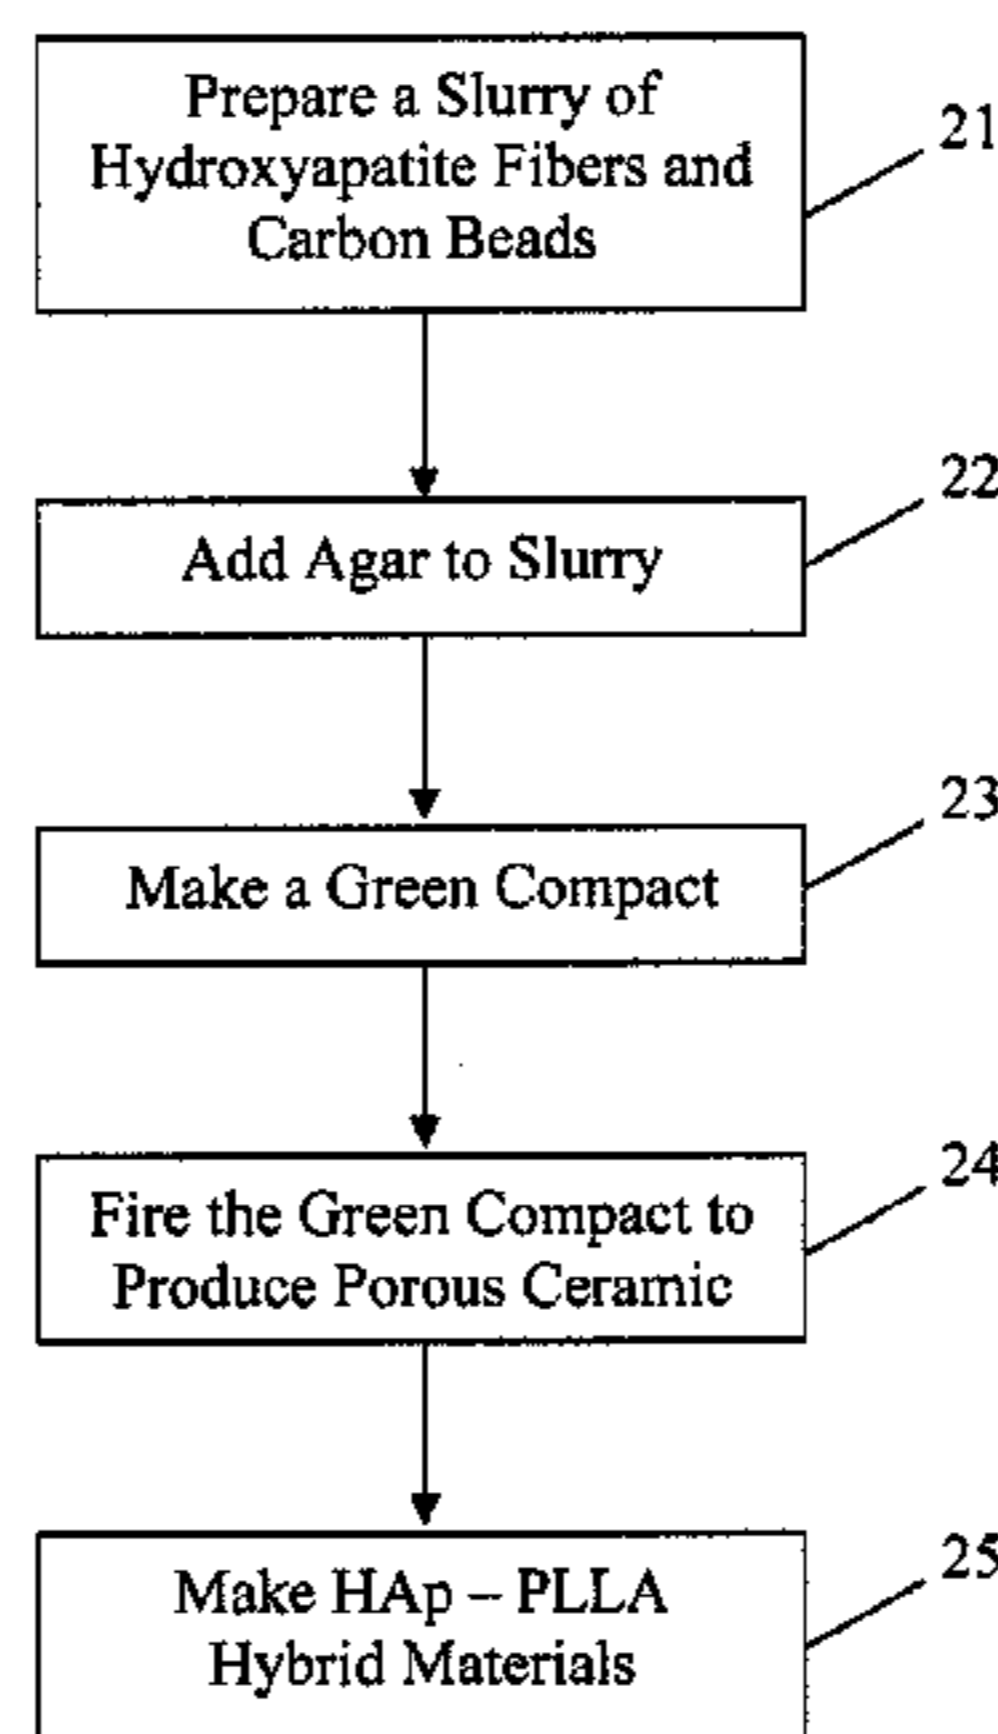 Prepare a Slurry of
Hydroxyapatite Fibers and
Carbon Beads
21
Add Agar to Slurry
22
Make a Green Compact
23
Fire the Green Compact to
Produce Porous Ceramic
24
Make HAp – PLLA
Hybrid Materials
25